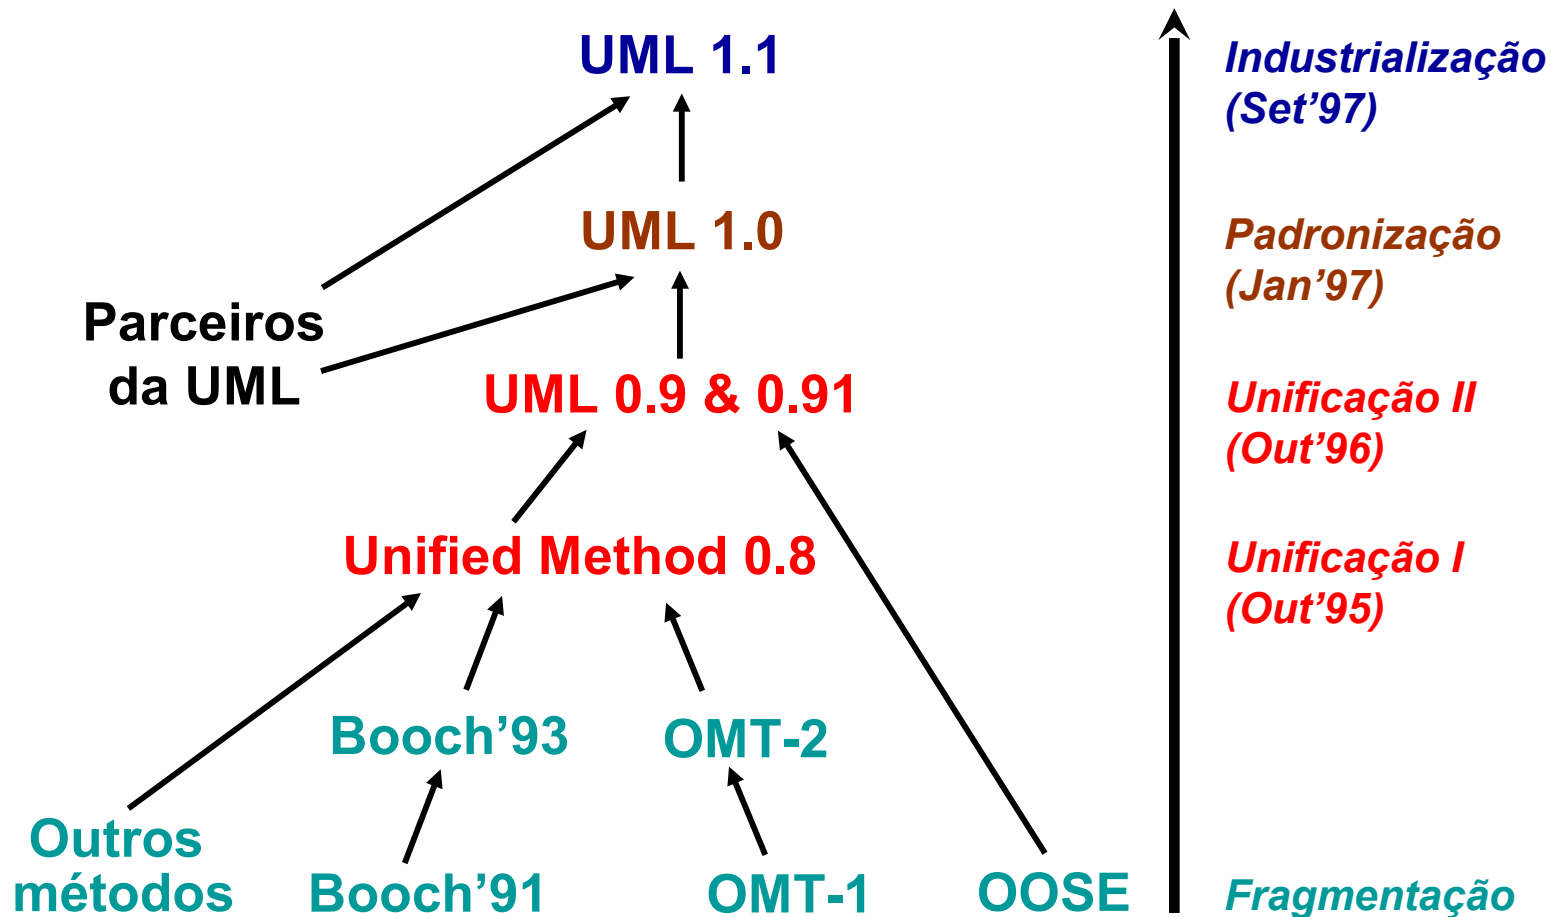 UML 1.1
Industrialização
(Set’97)
UML 1.0
Padronização
(Jan’97)
Parceiros
da UML
UML 0.9 & 0.91
Unificação II
(Out’96)
Unified Method 0.8
Unificação I
(Out’95)
Booch’93
OMT-2
Outros
métodos
Booch’91
OMT-1
OOSE
Fragmentação